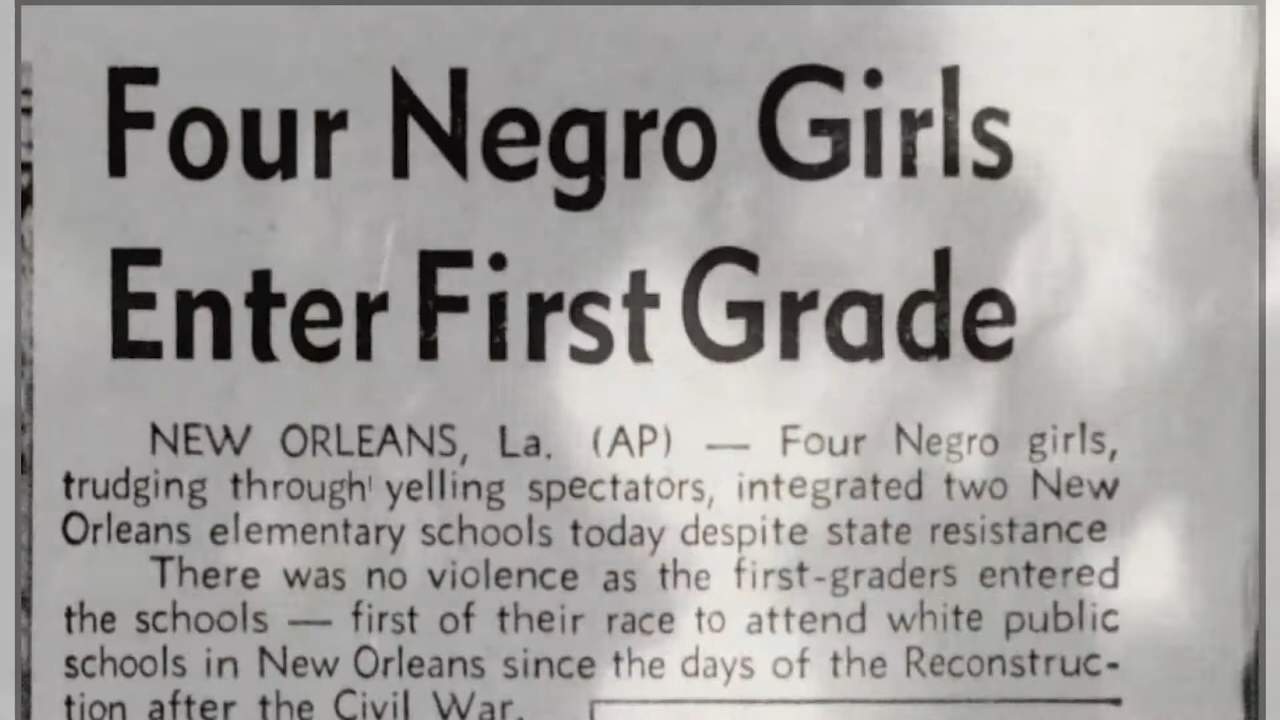 Four Negro Girls
Enter First Grade
NEW ORLEANS, La. (AP) — Four Negro girls,
trudging through' yelling spectators, integrated two New
Orleans elementary schools today despite state resistance
There was no violence as the first-graders entered
the schools — first of their race to attend white public
schools in New Orleans since the days of the Reconstruc-
tion after the Civil War.